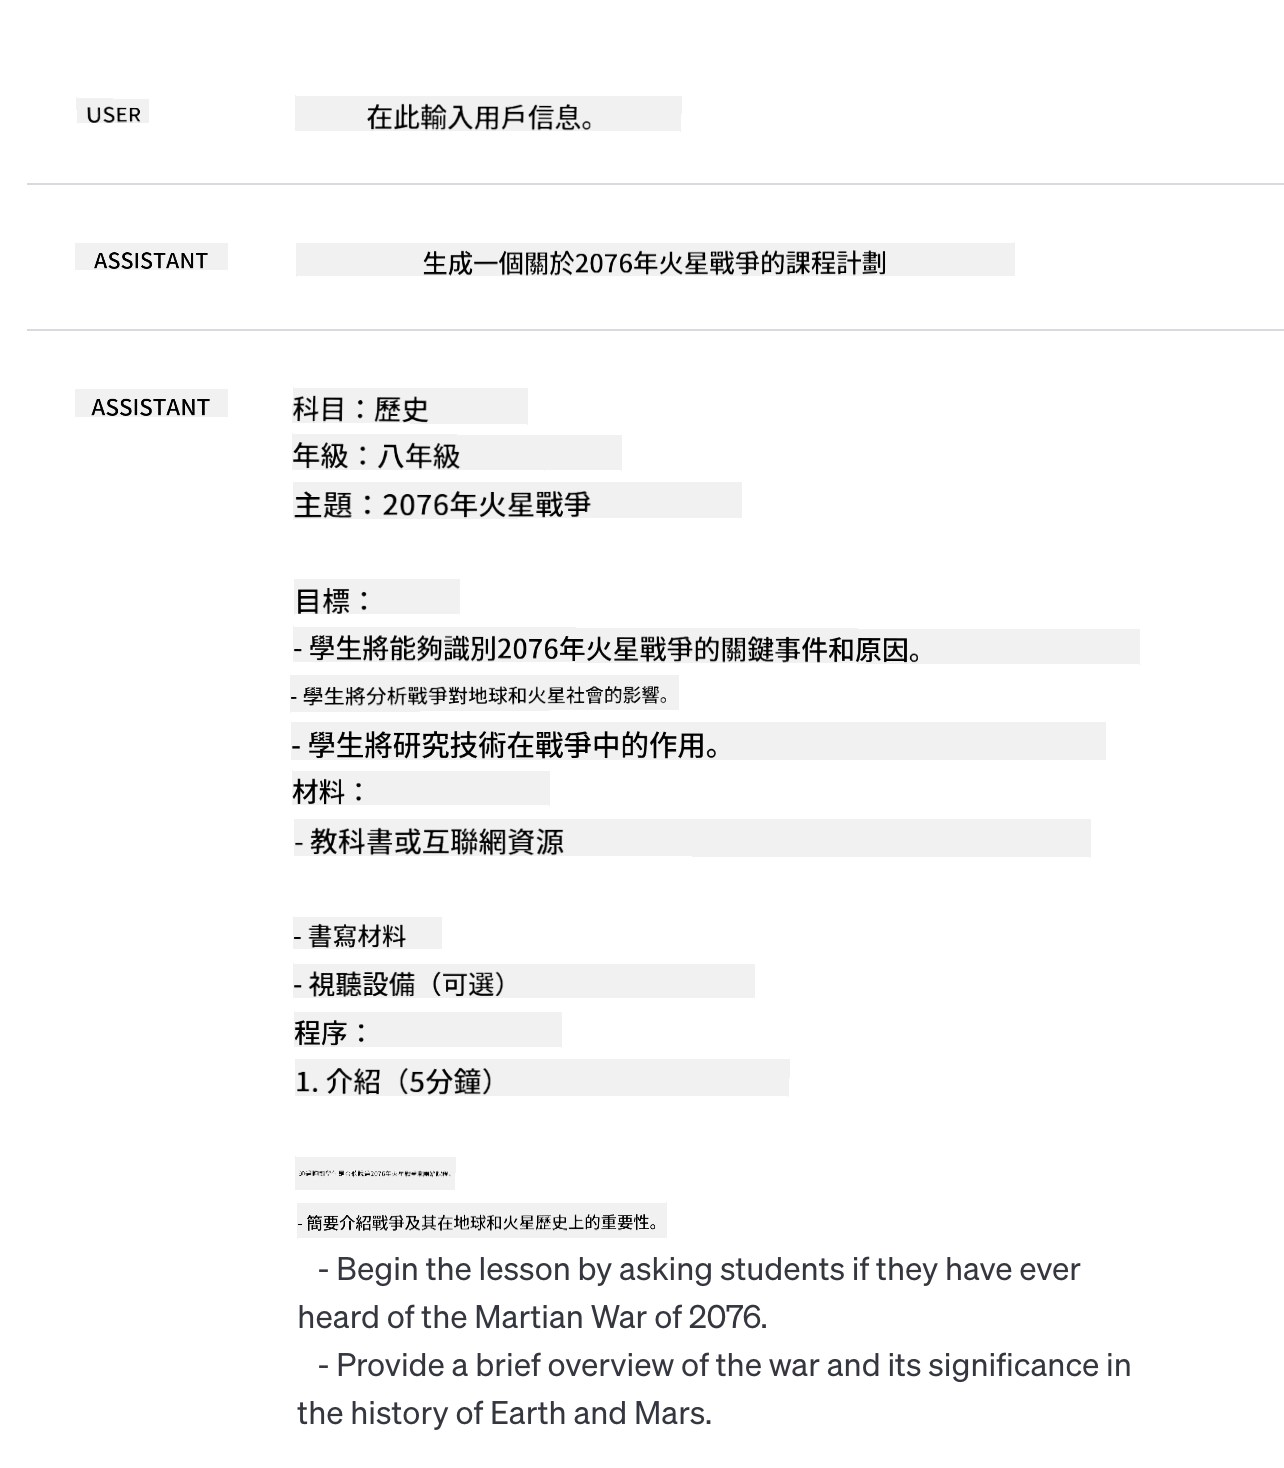 USER
在此輸入用戶信息。
ASSISTANT
生成一個關於2076年火星戰爭的課程計劃
ASSISTANT
科目：歷史
年級：八年級
主題：2076年火星戰爭
目標：
- 學生將能夠識別2076年火星戰爭的關鍵事件和原因。
- 學生將分析戰爭對地球和火星社會的影響。
- 學生將研究技術在戰爭中的作用。
材料：
- 教科書或互聯網資源
- 書寫材料
- 視聽設備（可選）
程序：
1. 介紹（5分鐘）
2076年火星戰爭
- 簡要介紹戰爭及其在地球和火星歷史上的重要性。
- Begin the lesson by asking students if they have ever
heard of the Martian War of 2076.
- Provide a brief overview of the war and its significance in
the history of Earth and Mars.